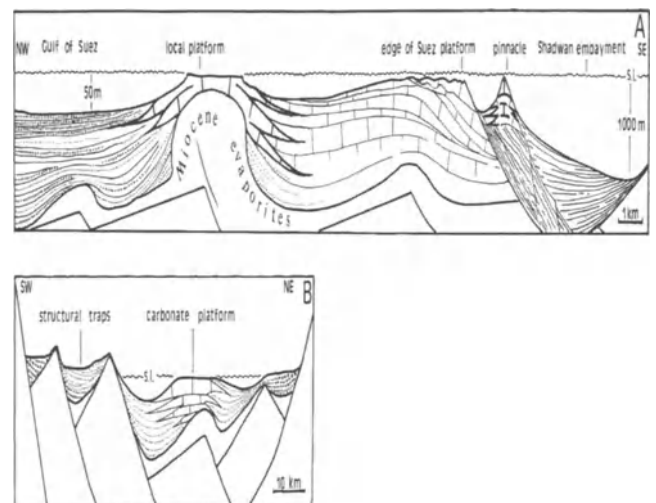 A
NW Gulf of Suez local platform edge of Suez platform pinnacle Shadwan embayment SE
s.l.
50m
1000 m
Miocene evaporites
1km
SW NE B
structural traps carbonate platform
s.l.
10 km